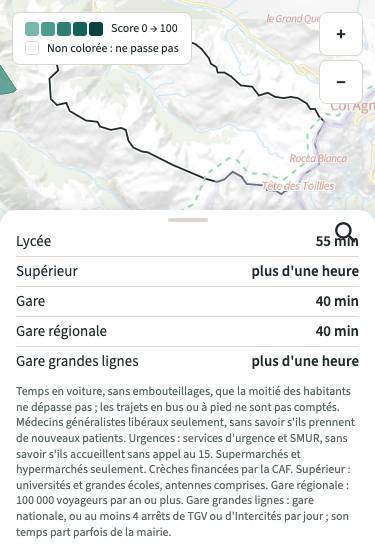 le Grand Que
Score 0 → 100
Non colorée : ne passe pas
+
−
Col Agn
Rocca Bianca
Tête des Toillies
Lycée 55 min
Supérieur plus d'une heure
Gare 40 min
Gare régionale 40 min
Gare grandes lignes plus d'une heure
Temps en voiture, sans embouteillages, que la moitié des habitants
ne dépasse pas ; les trajets en bus ou à pied ne sont pas comptés.
Médecins généralistes libéraux seulement, sans savoir s'ils prennent
de nouveaux patients. Urgences : services d'urgence et SMUR, sans
savoir s'ils accueillent sans appel au 15. Supermarchés et
hypermarchés seulement. Crèches financées par la CAF. Supérieur :
universités et grandes écoles, antennes comprises. Gare régionale :
100 000 voyageurs par an ou plus. Gare grandes lignes : gare
nationale, ou au moins 4 arrêts de TGV ou d'Intercités par jour ; son
temps part parfois de la mairie.